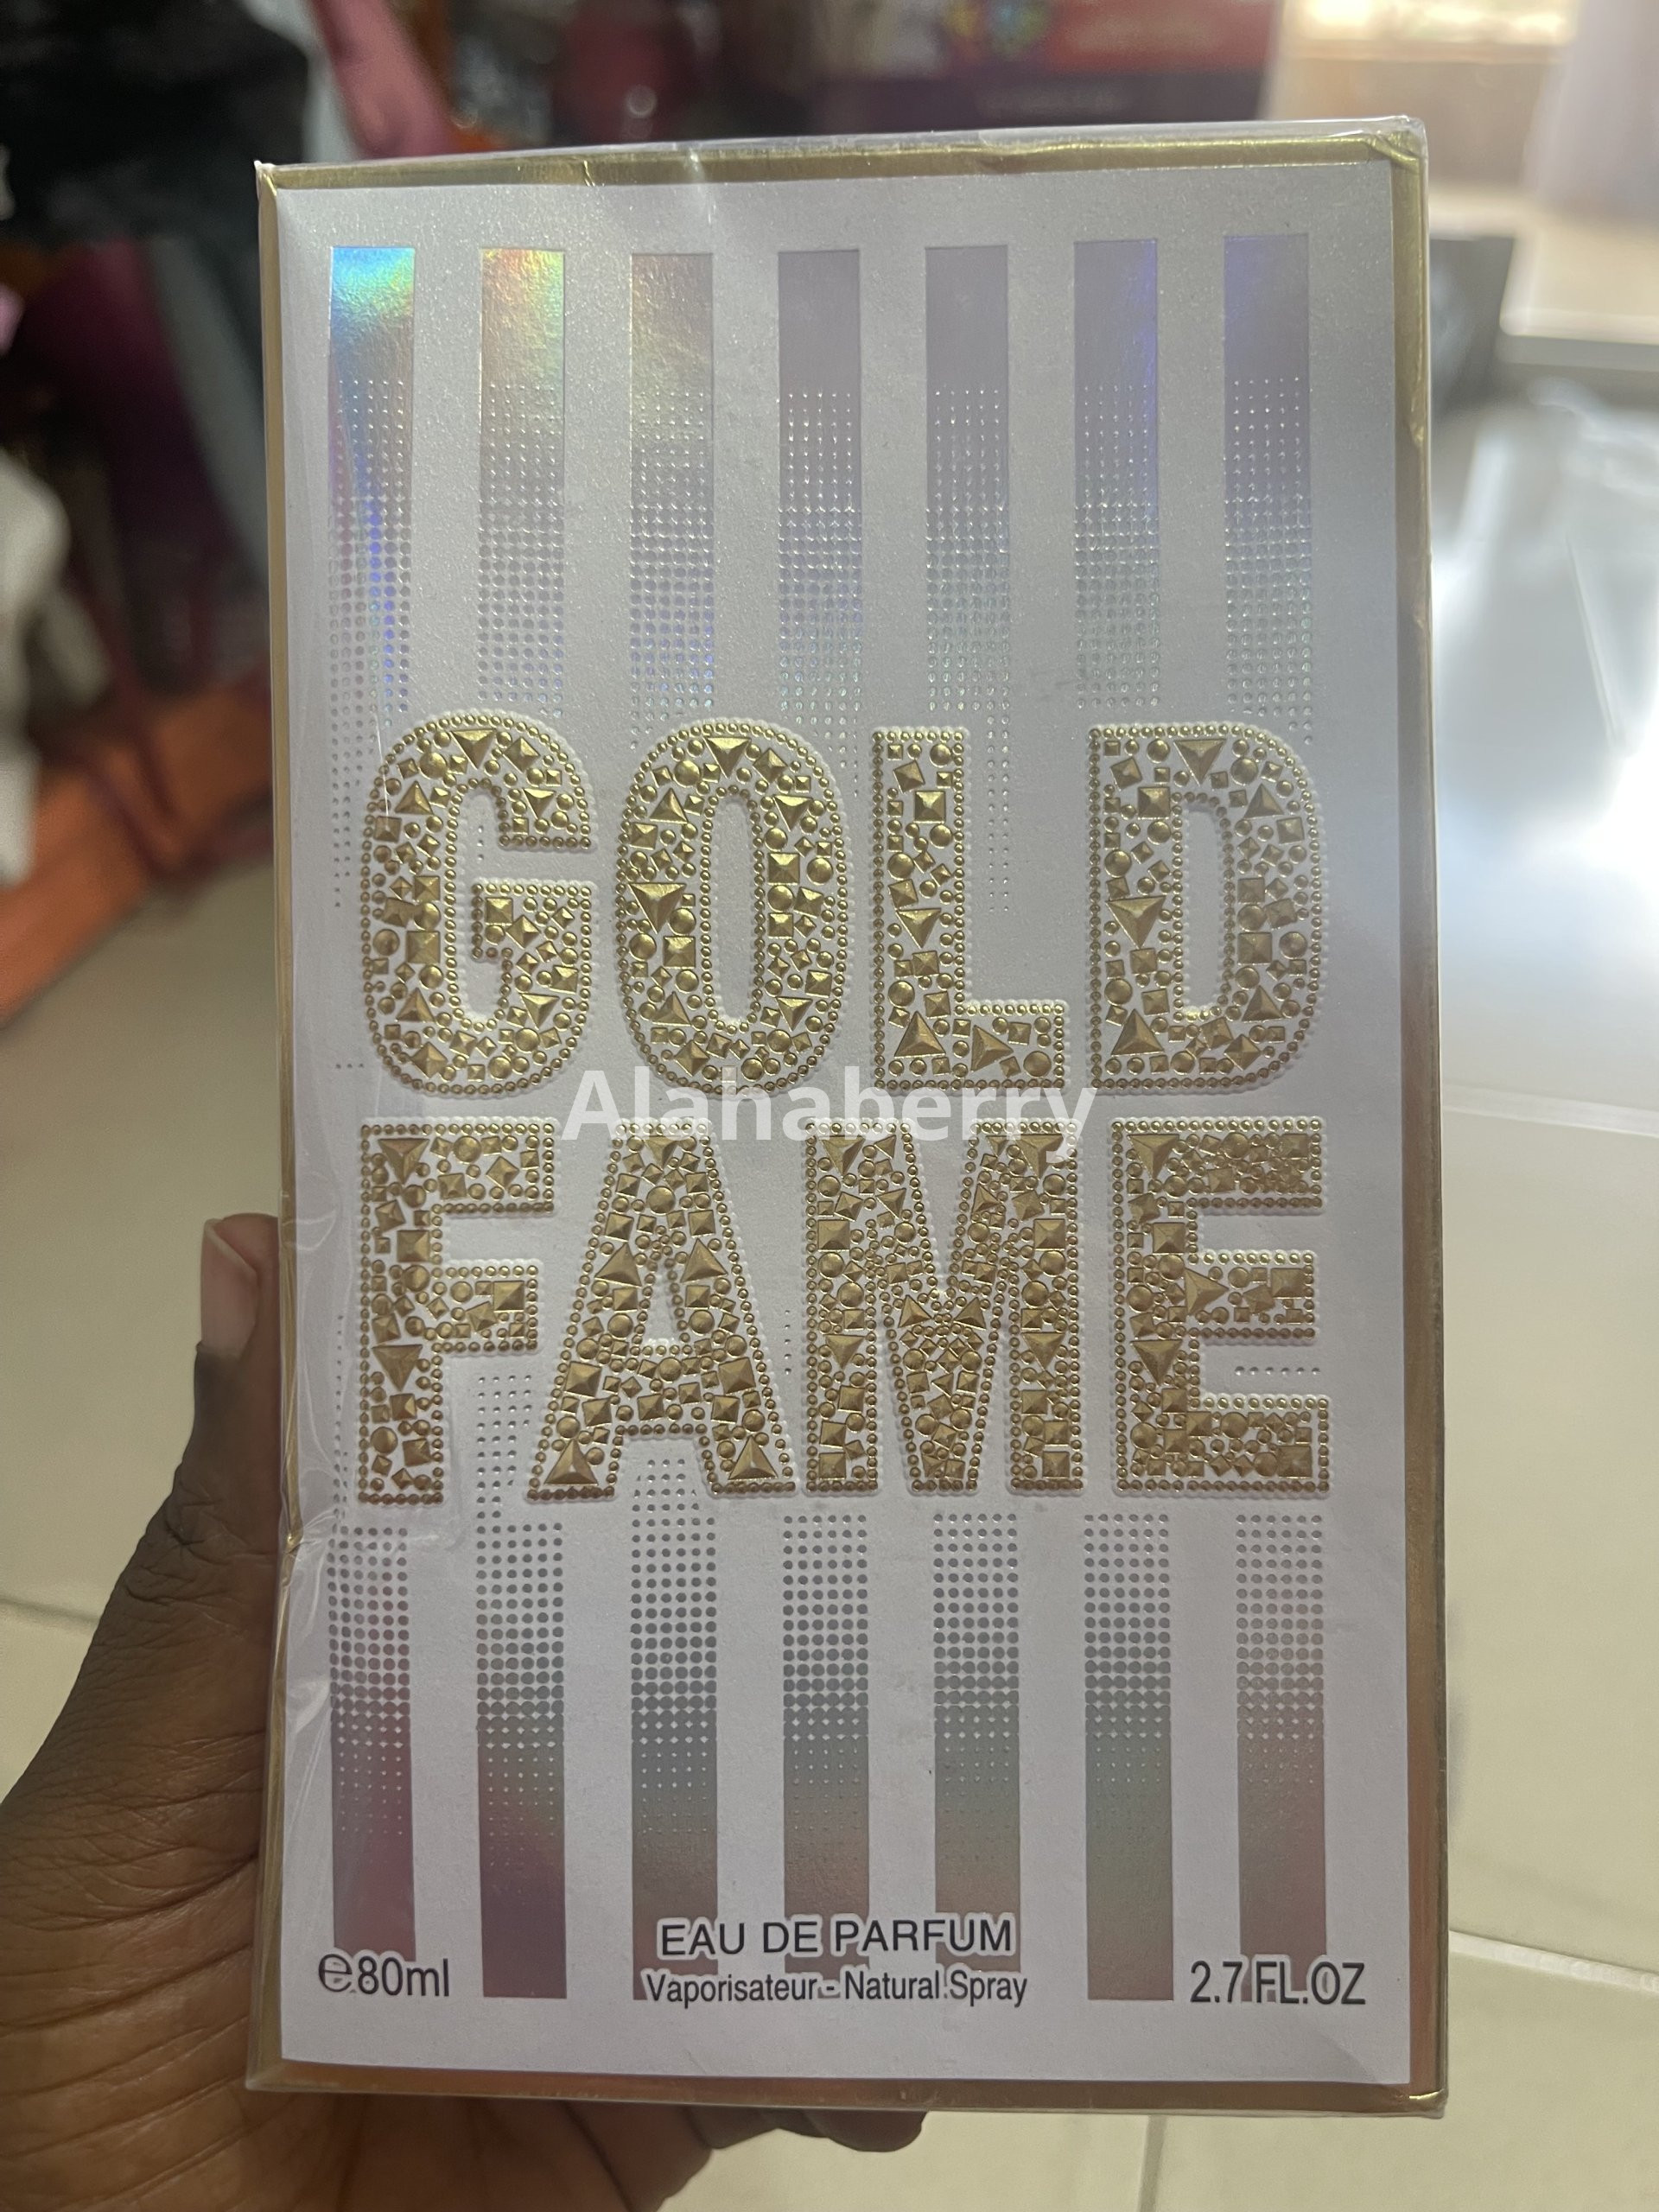 GOLD
Alahaberry
FAME
EAU DE PARFUM
℮80ml
Vaporisateur - Natural Spray
2.7 FL.OZ